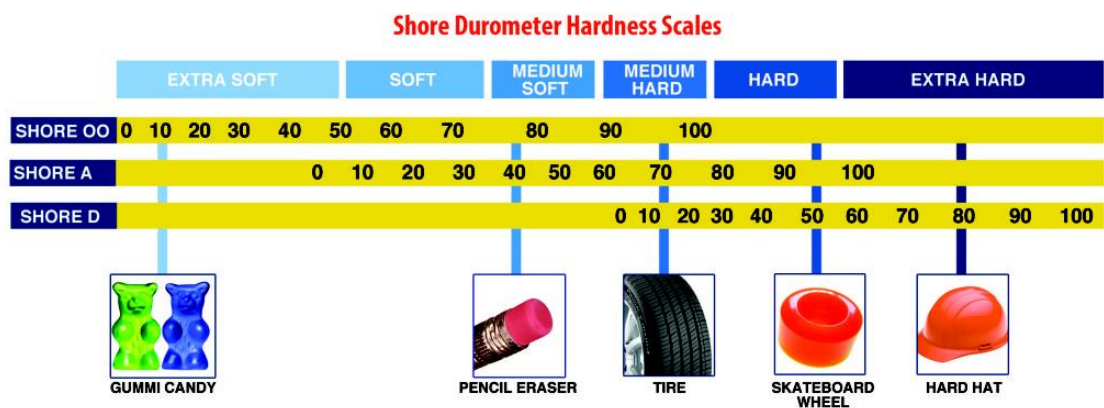 Shore Durometer Hardness Scales
EXTRA SOFT
SOFT
MEDIUM
SOFT
MEDIUM
HARD
HARD
EXTRA HARD
SHORE OO 0 10 20 30 40 50 60 70 80 90 100
SHORE A 0 10 20 30 40 50 60 70 80 90 100
SHORE D 0 10 20 30 40 50 60 70 80 90 100
GUMMI CANDY
PENCIL ERASER
TIRE
SKATEBOARD
WHEEL
HARD HAT